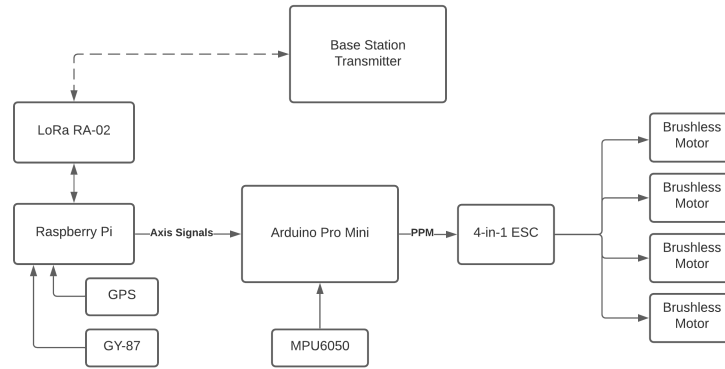 Base Station
Transmitter
LoRa RA-02
Brushless
Motor
Raspberry Pi
Axis Signals
Arduino Pro Mini
PPM
4-in-1 ESC
Brushless
Motor
Brushless
Motor
GPS
Brushless
Motor
GY-87
MPU6050